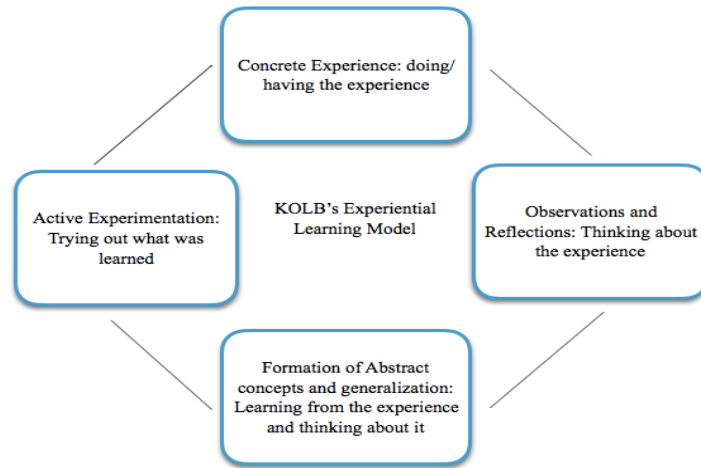 Concrete Experience: doing/
having the experience
Active Experimentation:
Trying out what was
learned
KOLB’s Experiential
Learning Model
Observations and
Reflections: Thinking about
the experience
Formation of Abstract
concepts and generalization:
Learning from the experience
and thinking about it